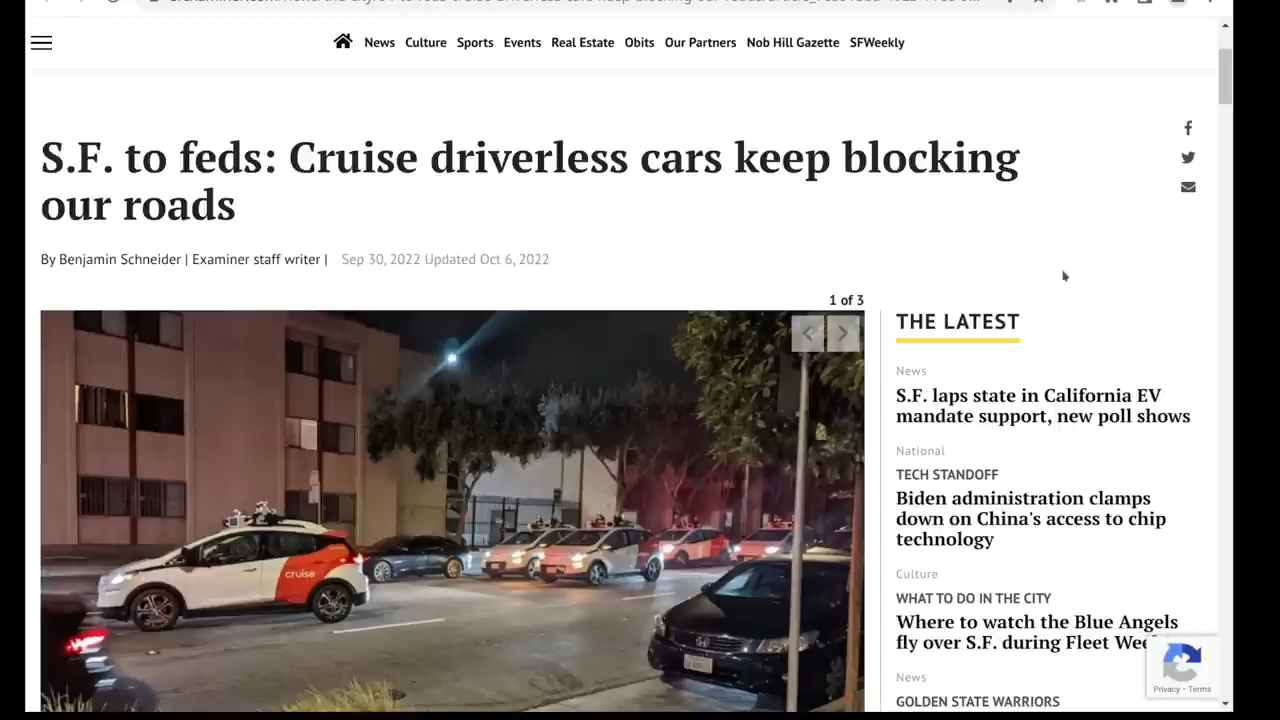 News Culture Sports Events Real Estate Obits Our Partners Nob Hill Gazette SFWeekly
S.F. to feds: Cruise driverless cars keep blocking
our roads
By Benjamin Schneider | Examiner staff writer | Sep 30, 2022 Updated Oct 6, 2022
1 of 3
cruise
THE LATEST
News
S.F. laps state in California EV
mandate support, new poll shows
National
TECH STANDOFF
Biden administration clamps
down on China's access to chip
technology
Culture
WHAT TO DO IN THE CITY
Where to watch the Blue Angels
fly over S.F. during Fleet
Privacy - Terms
News
GOLDEN STATE WARRIORS